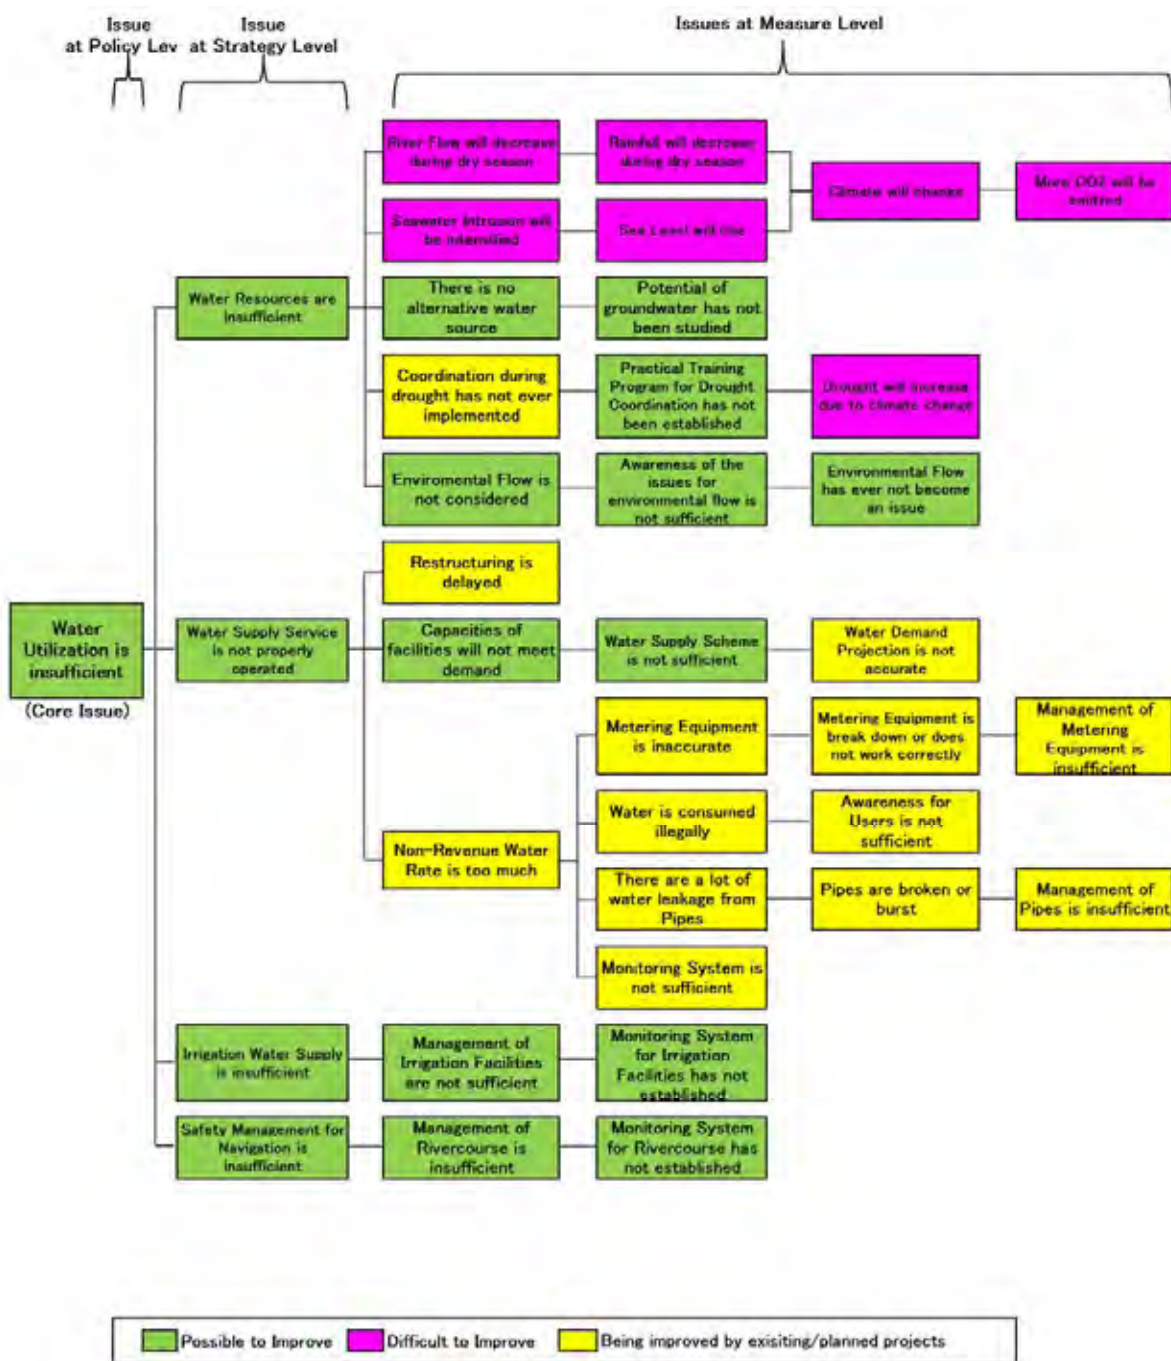 Issue
at Policy Lev
Issue
at Strategy Level
Issues at Measure Level
River Flow will decrease
during dry season
Rainfall will decrease
during dry season
Climate will change
More CO2 will be
emitted
Seawater Intrusion will
be intensified
Sea Level will rise
Water Resources are
insufficient
There is no
alternative water
source
Potential of
groundwater has not
been studied
Coordination during
drought has not ever
implemented
Practical Training
Program for Drought
Coordination has not
been established
Drought will increase
due to climate change
Enviromental Flow is
not considered
Awareness of the
issues for
environmental flow is
not sufficient
Environmental Flow
has ever not become
an issue
Restructuring is
delayed
Water
Utilization is
insufficient
(Core Issue)
Water Supply Service
is not properly
operated
Capacities of
facilities will not meet
demand
Water Supply Scheme
is not sufficient
Water Demand
Projection is not
accurate
Metering Equipment
is inaccurate
Metering Equipment is
break down or does
not work correctly
Management of
Metering
Equipment is
insufficient
Water is consumed
illegally
Awareness for
Users is not
sufficient
Non-Revenue Water
Rate is too much
There are a lot of
water leakage from
Pipes
Pipes are broken or
burst
Management of
Pipes is insufficient
Monitoring System is
not sufficient
Irrigation Water Supply
is insufficient
Management of
Irrigation Facilities
are not sufficient
Monitoring System
for Irrigation
Facilities has not
established
Safety Management for
Navigation is
insufficient
Management of
Rivercourse is
insufficient
Monitoring System
for Rivercourse has
not established
Possible to Improve
Difficult to Improve
Being improved by exisiting/planned projects